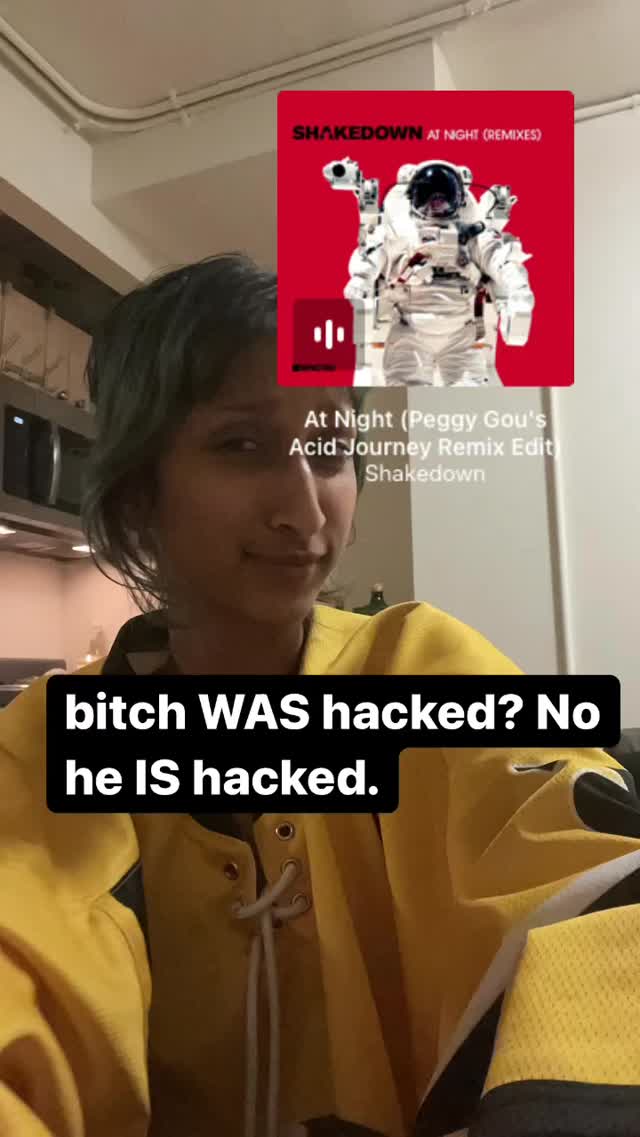 SHAKEDOWN AT NIGHT (REMIXES)
At Night (Peggy Gou's
Acid Journey Remix Edit)
Shakedown
bitch WAS hacked? No
he IS hacked.